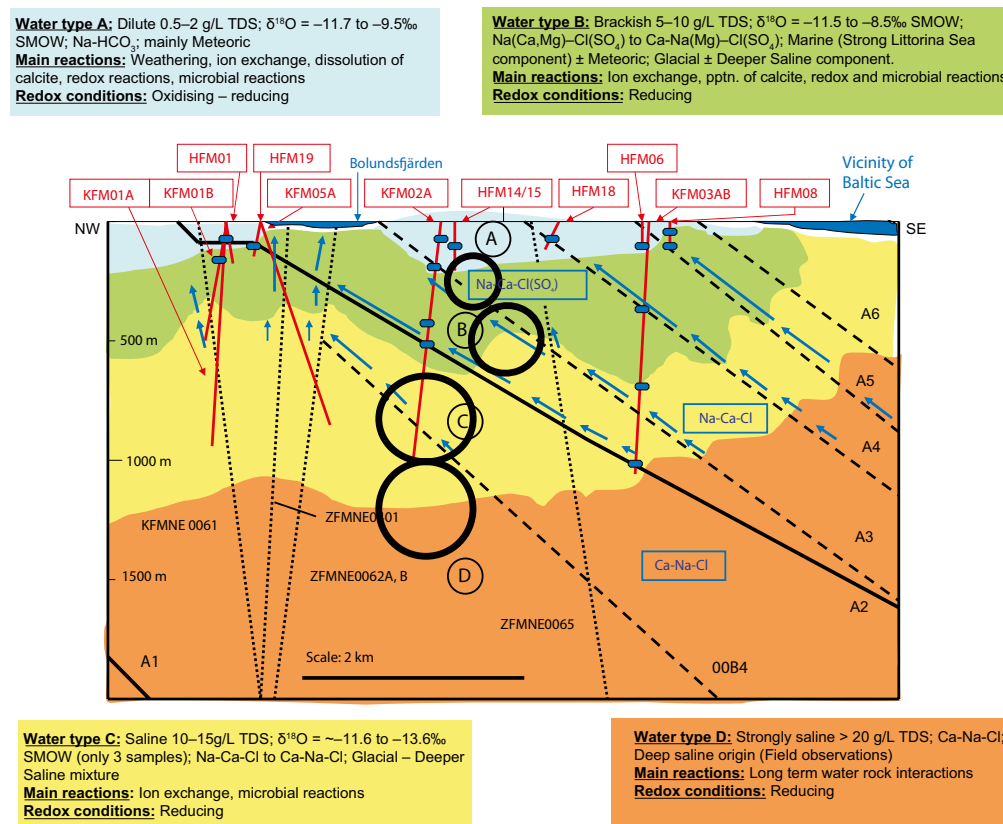 Water type A: Dilute 0.5–2 g/L TDS; δ¹⁸O = –11.7 to –9.5‰
SMOW; Na-HCO₃; mainly Meteoric
Main reactions: Weathering, ion exchange, dissolution of
calcite, redox reactions, microbial reactions
Redox conditions: Oxidising – reducing
Water type B: Brackish 5–10 g/L TDS; δ¹⁸O = –11.5 to –8.5‰ SMOW;
Na(Ca,Mg)–Cl(SO₄) to Ca-Na(Mg)–Cl(SO₄); Marine (Strong Littorina Sea
component) ± Meteoric; Glacial ± Deeper Saline component.
Main reactions: Ion exchange, pptn. of calcite, redox and microbial reactions
Redox conditions: Reducing
HFM01
HFM19
HFM06
Bolundsfjärden
Vicinity of
Baltic Sea
KFM01A
KFM01B
KFM05A
KFM02A
HFM14/15
HFM18
KFM03AB
HFM08
NW
SE
A
Na-Ca-Cl(SO₄)
B
A6
500 m
A5
Na-Ca-Cl
C
A4
1000 m
KFMNE 0061
ZFMNE0401
A3
Ca-Na-Cl
1500 m
ZFMNE0062A, B
D
A2
ZFMNE0065
A1
Scale: 2 km
00B4
Water type C: Saline 10–15g/L TDS; δ¹⁸O = ~–11.6 to –13.6‰
SMOW (only 3 samples); Na-Ca-Cl to Ca-Na-Cl; Glacial – Deeper
Saline mixture
Main reactions: Ion exchange, microbial reactions
Redox conditions: Reducing
Water type D: Strongly saline > 20 g/L TDS; Ca-Na-Cl;
Deep saline origin (Field observations)
Main reactions: Long term water rock interactions
Redox conditions: Reducing